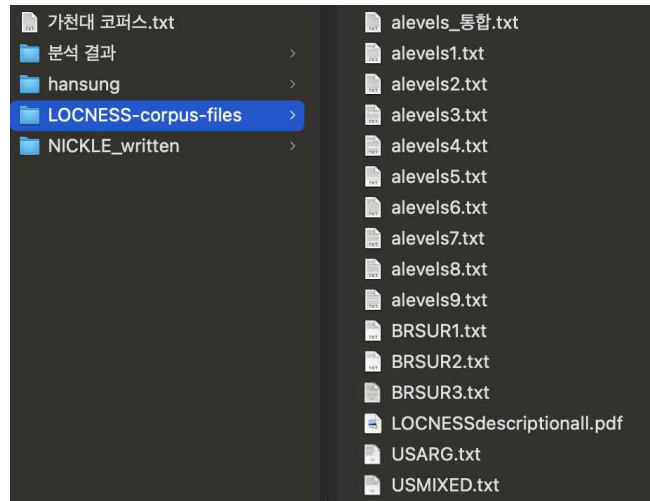 가천대 코퍼스.txt
분석 결과
hansung
LOCNESS-corpus-files
NICKLE_written
alevels_통합.txt
alevels1.txt
alevels2.txt
alevels3.txt
alevels4.txt
alevels5.txt
alevels6.txt
alevels7.txt
alevels8.txt
alevels9.txt
BRSUR1.txt
BRSUR2.txt
BRSUR3.txt
LOCNESSdescriptionall.pdf
USARG.txt
USMIXED.txt